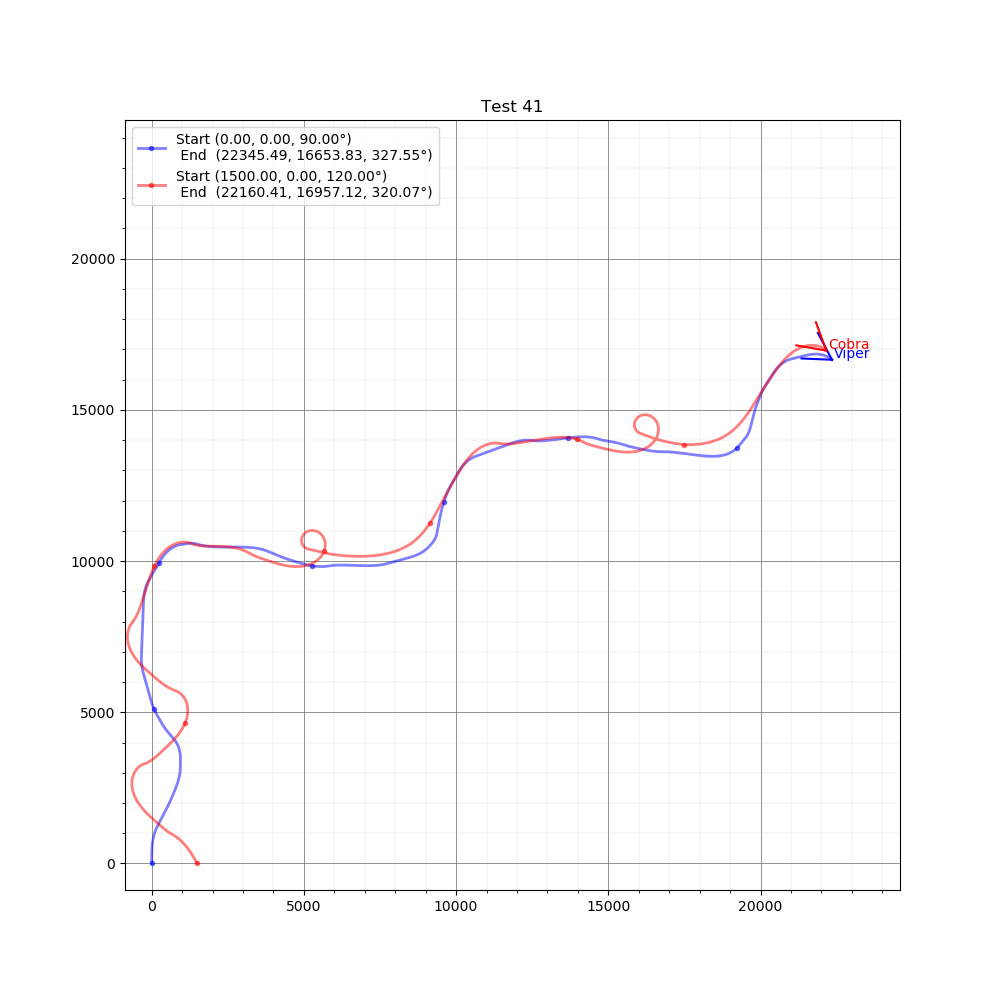 Test 41
Start (0.00, 0.00, 90.00°)
End  (22345.49, 16653.83, 327.55°)
Start (1500.00, 0.00, 120.00°)
End  (22160.41, 16957.12, 320.07°)
20000
15000
10000
5000
0
Cobra
Viper
0
5000
10000
15000
20000